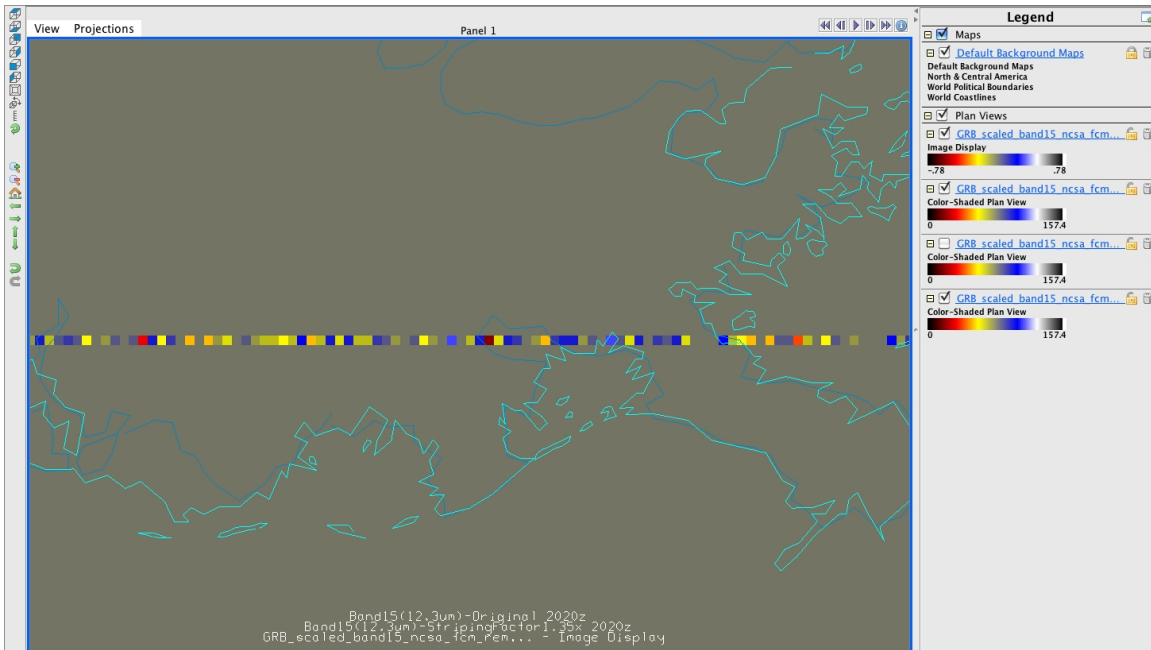 View Projections
Panel 1
Legend
Maps
Default Background Maps
Default Background Maps
North & Central America
World Political Boundaries
World Coastlines
Plan Views
GRB_scaled_band15_ncsa_fcm...
Image Display
-.78 .78
GRB_scaled_band15_ncsa_fcm...
Color-Shaded Plan View
0 157.4
GRB_scaled_band15_ncsa_fcm...
Color-Shaded Plan View
0 157.4
GRB_scaled_band15_ncsa_fcm...
Color-Shaded Plan View
0 157.4
Band15(12.3um)-Original 2020z
Band15(12.3um)-StripingFactor1.35x 2020z
GRB_scaled_band15_ncsa_fcm_rem... - Image Display